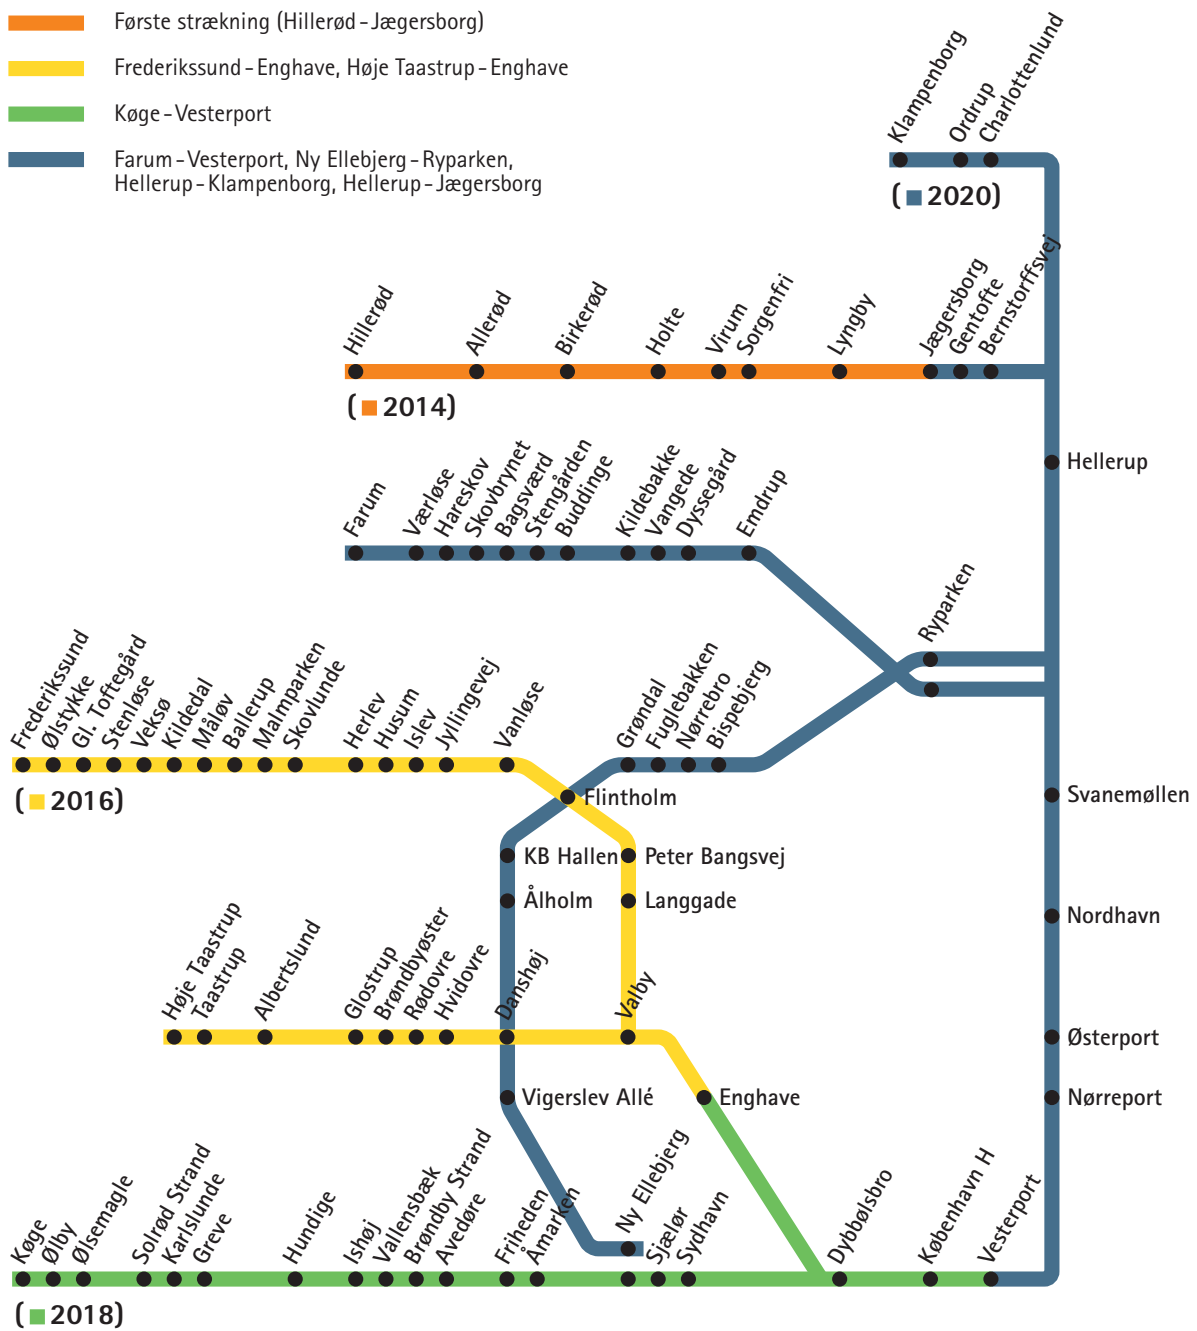 Første strækning (Hillerød - Jægersborg)
Frederikssund - Enghave, Høje Taastrup - Enghave
Køge - Vesterport
Farum - Vesterport, Ny Ellebjerg - Ryparken,
Hellerup - Klampenborg, Hellerup - Jægersborg
Klampenborg
Ordrup
Charlottenlund
( 2020)
Hillerød
Allerød
Birkerød
Holte
Virum
Sorgenfri
Lyngby
Jægersborg
Gentofte
Bernstorffsvej
( 2014)
Hellerup
Farum
Værløse
Hareskov
Skovbrynet
Bagsværd
Stengården
Buddinge
Kildebakke
Vangede
Dyssegård
Emdrup
Ryparken
Frederikssund
Ølstykke
Gl. Toftegård
Stenløse
Veksø
Kildedal
Måløv
Ballerup
Malmparken
Skovlunde
Herlev
Husum
Islev
Jyllingevej
Vanløse
Grøndal
Fuglebakken
Nørrebro
Bispebjerg
( 2016)
Flintholm
Svanemøllen
KB Hallen
Peter Bangsvej
Ålholm
Langgade
Nordhavn
Høje Taastrup
Taastrup
Albertslund
Glostrup
Brøndbyøster
Rødovre
Hvidovre
Danshøj
Valby
Østerport
Vigerslev Allé
Enghave
Nørreport
Køge
Ølby
Ølsemagle
Solrød Strand
Karlslunde
Greve
Hundige
Ishøj
Vallensbæk
Brøndby Strand
Avedøre
Friheden
Åmarken
Ny Ellebjerg
Sjælør
Sydhavn
Dybbølsbro
København H
Vesterport
( 2018)